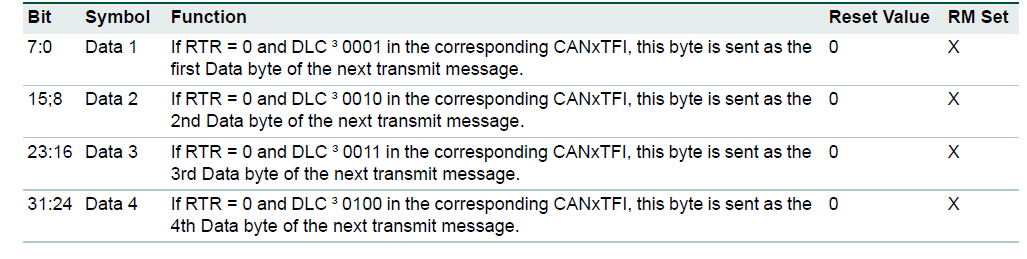 Bit Symbol Function Reset Value RM Set
7:0 Data 1 If RTR = 0 and DLC ³ 0001 in the corresponding CANxTFI, this byte is sent as the 0 X
first Data byte of the next transmit message.
15;8 Data 2 If RTR = 0 and DLC ³ 0010 in the corresponding CANxTFI, this byte is sent as the 0 X
2nd Data byte of the next transmit message.
23:16 Data 3 If RTR = 0 and DLC ³ 0011 in the corresponding CANxTFI, this byte is sent as the 0 X
3rd Data byte of the next transmit message.
31:24 Data 4 If RTR = 0 and DLC ³ 0100 in the corresponding CANxTFI, this byte is sent as the 0 X
4th Data byte of the next transmit message.